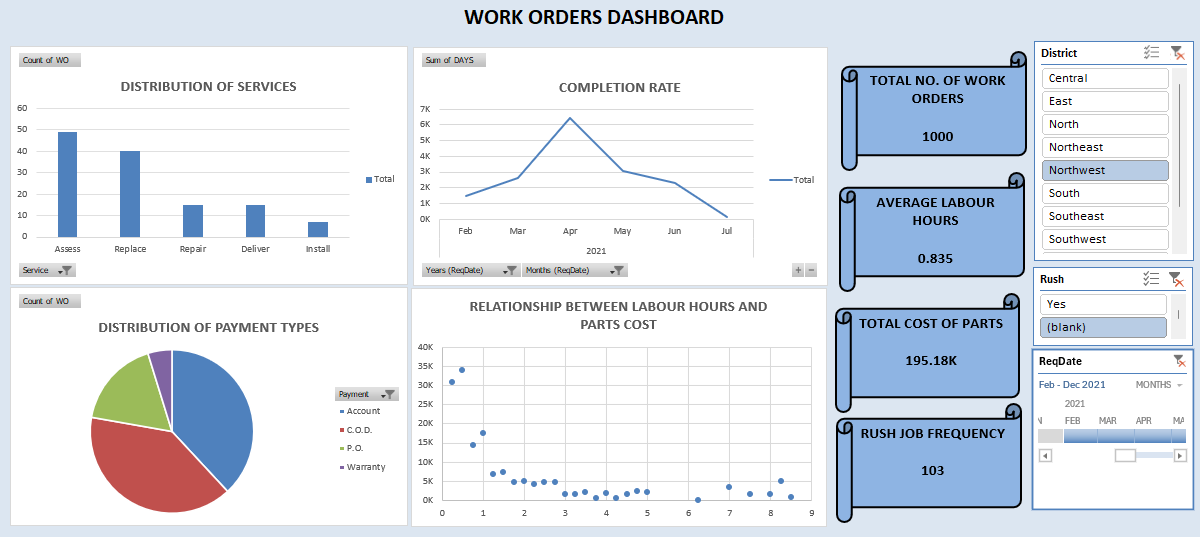 WORK ORDERS DASHBOARD
Count of WO
DISTRIBUTION OF SERVICES
60
50
40
30
20
10
0
Assess
Replace
Repair
Deliver
Install
Total
Service
Sum of DAYS
COMPLETION RATE
7K
6K
5K
4K
3K
2K
1K
0K
Feb
Mar
Apr
May
Jun
Jul
2021
Total
Years (ReqDate)
Months (ReqDate)
Count of WO
DISTRIBUTION OF PAYMENT TYPES
Payment
Account
C.O.D.
P.O.
Warranty
RELATIONSHIP BETWEEN LABOUR HOURS AND
PARTS COST
40K
35K
30K
25K
20K
15K
10K
5K
0K
0
1
2
3
4
5
6
7
8
9
TOTAL NO. OF WORK
ORDERS
1000
AVERAGE LABOUR
HOURS
0.835
TOTAL COST OF PARTS
195.18K
RUSH JOB FREQUENCY
103
District
Central
East
North
Northeast
Northwest
South
Southeast
Southwest
Rush
Yes
(blank)
ReqDate
Feb - Dec 2021
MONTHS
2021
FEB
MAR
APR